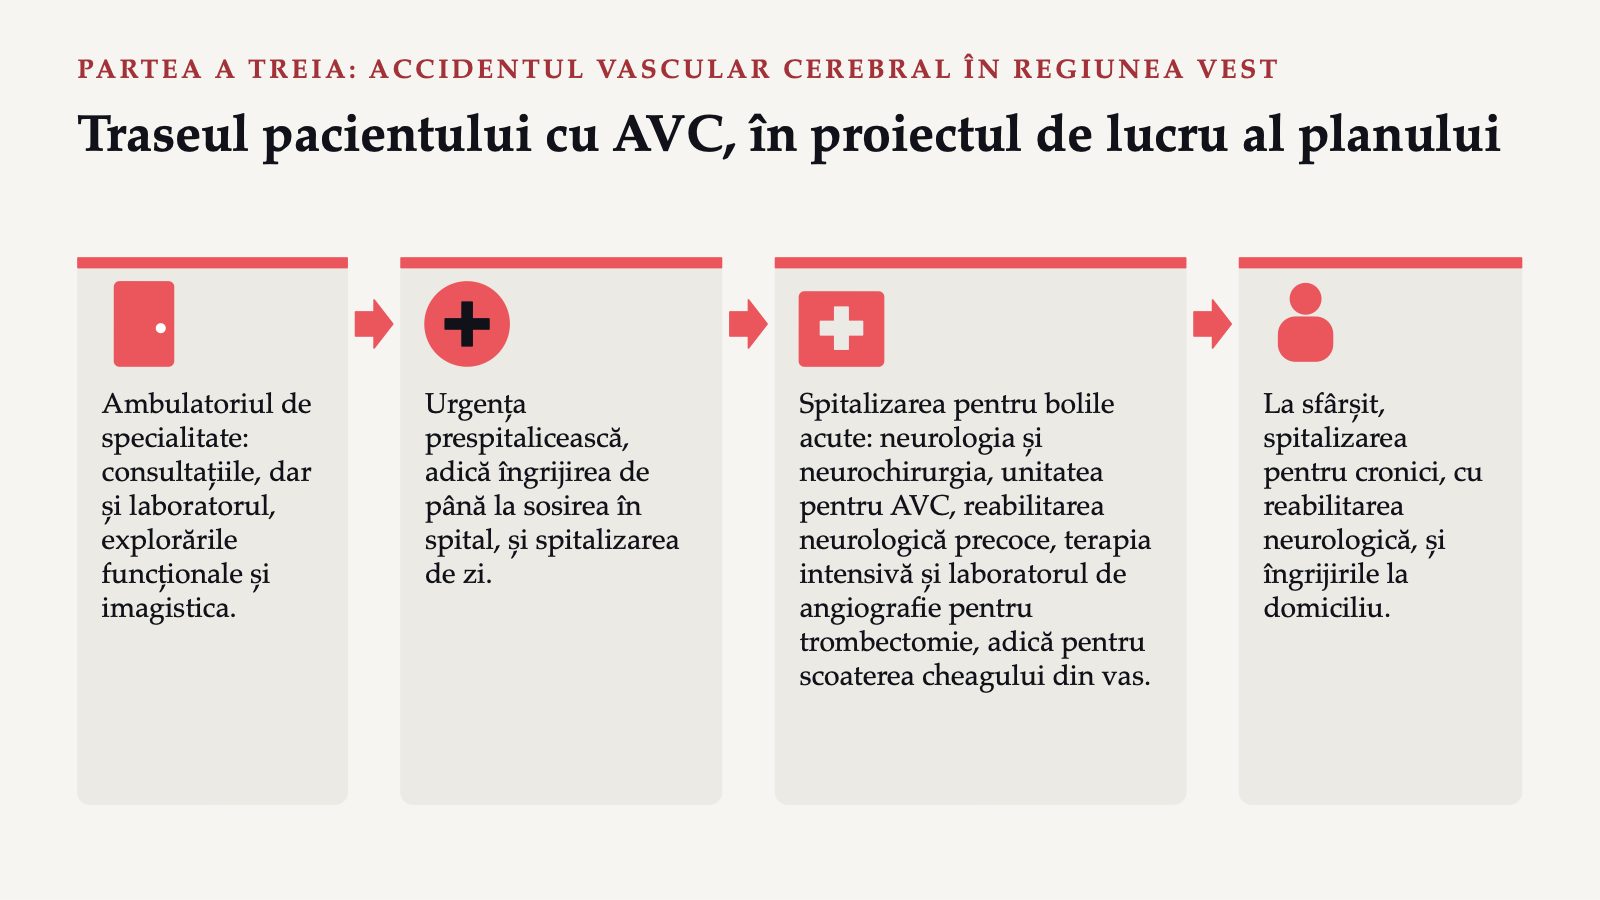 PARTEA A TREIA: ACCIDENTUL VASCULAR CEREBRAL ÎN REGIUNEA VEST
Traseul pacientului cu AVC, în proiectul de lucru al planului
Ambulatoriul de
specialitate:
consultațiile, dar
și laboratorul,
explorările
funcționale și
imagistica.
Urgența
prespitalicească,
adică îngrijirea de
până la sosirea în
spital, și spitalizarea
de zi.
Spitalizarea pentru bolile
acute: neurologia și
neurochirurgia, unitatea
pentru AVC, reabilitarea
neurologică precoce, terapia
intensivă și laboratorul de
angiografie pentru
trombectomie, adică pentru
scoaterea cheagului din vas.
La sfârșit,
spitalizarea
pentru cronici, cu
reabilitarea
neurologică, și
îngrijirile la
domiciliu.